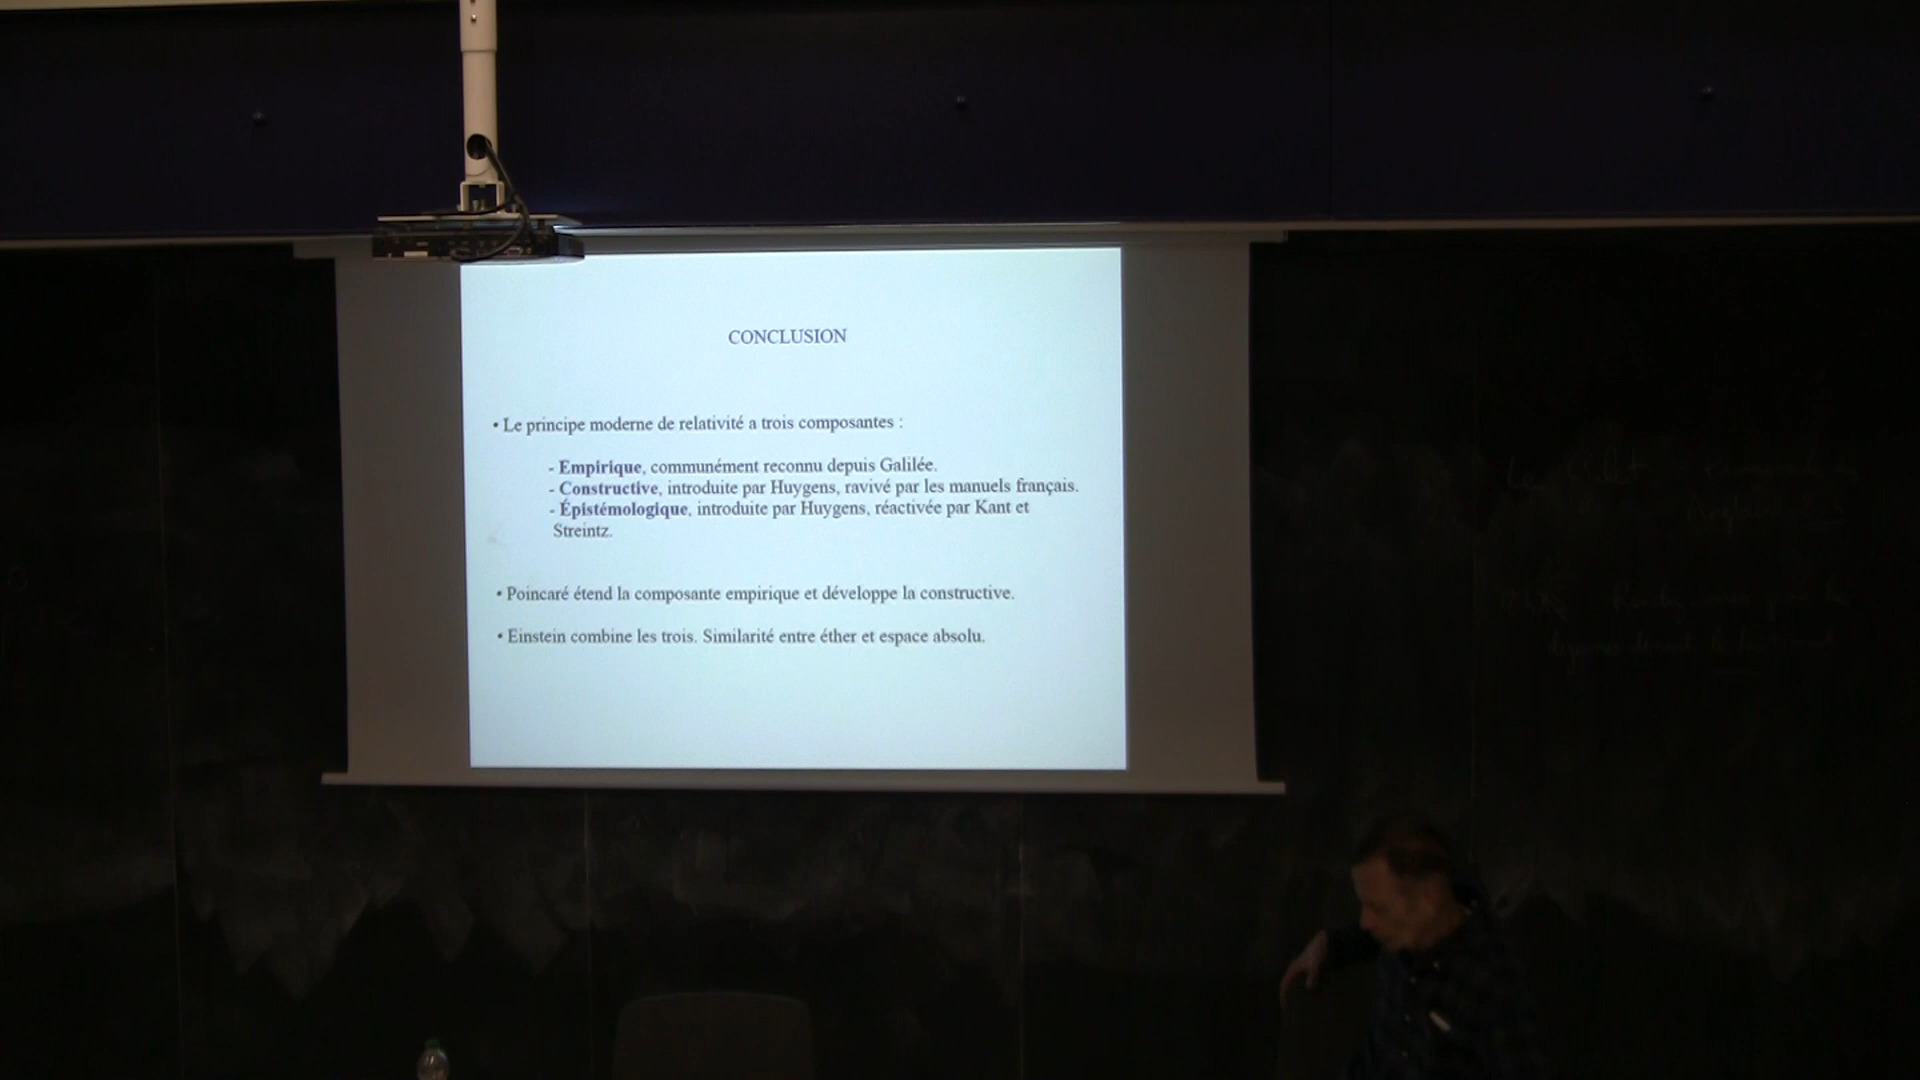 CONCLUSION
• Le principe moderne de relativité a trois composantes :
- Empirique, communément reconnu depuis Galilée.
- Constructive, introduite par Huygens, ravivé par les manuels français.
- Épistémologique, introduite par Huygens, réactivée par Kant et
Streintz.
• Poincaré étend la composante empirique et développe la constructive.
• Einstein combine les trois. Similarité entre éther et espace absolu.